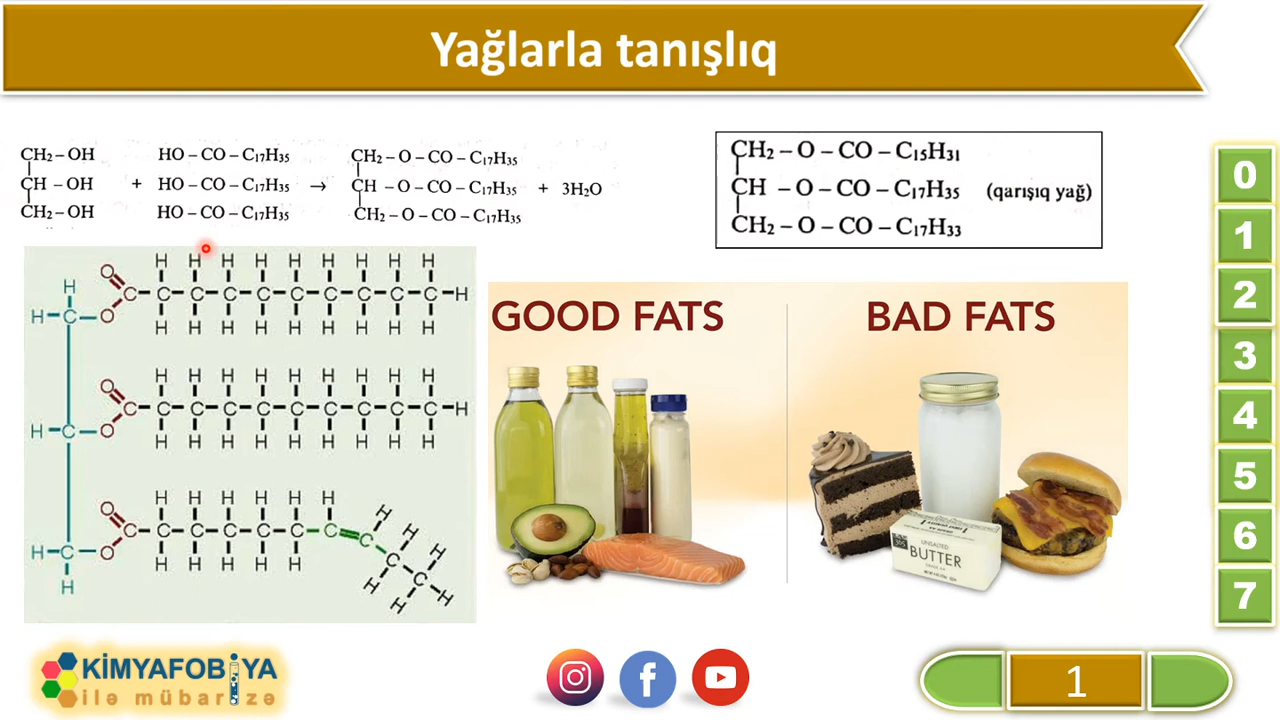 Yağlarla tanışlıq
CH2 – OH HO – CO – C17H35 CH2 – O – CO – C17H35
CH – OH + HO – CO – C17H35 → CH – O – CO – C17H35 + 3H2O
CH2 – OH HO – CO – C17H35 CH2 – O – CO – C17H35
CH2 – O – CO – C15H31
CH – O – CO – C17H35 (qarışıq yağ)
CH2 – O – CO – C17H33
GOOD FATS
BAD FATS
UNSALTED
BUTTER
0
1
2
3
4
5
6
7
KİMYAFOBİYA
ilə mübarizə
1